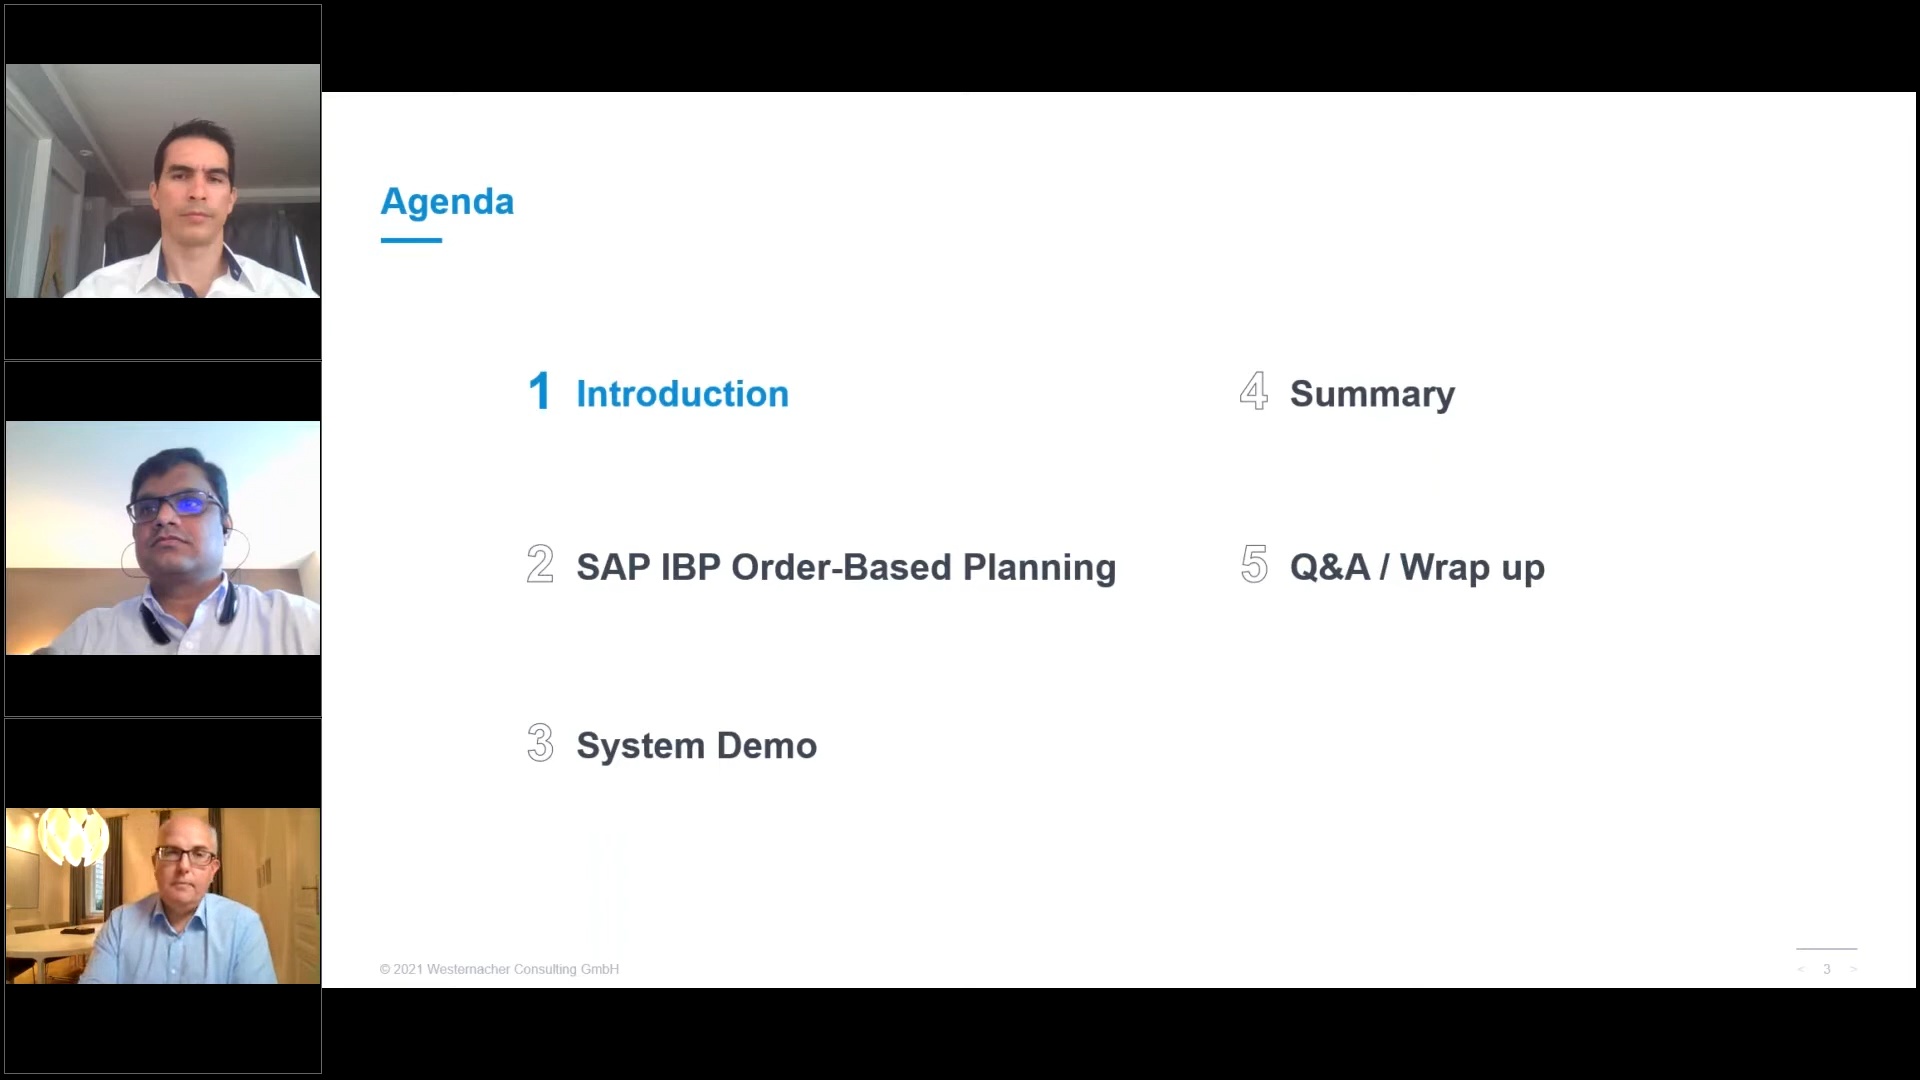 Agenda
1 Introduction
2 SAP IBP Order-Based Planning
3 System Demo
4 Summary
5 Q&A / Wrap up
© 2021 Westernacher Consulting GmbH
< 3 >